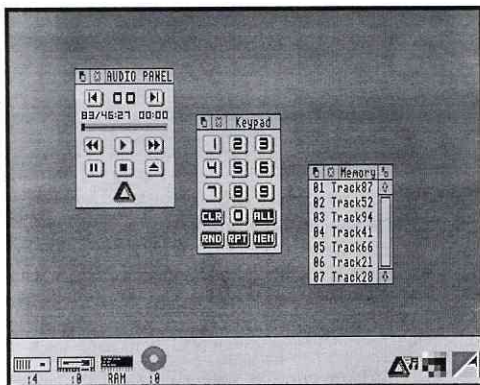 AUDIO PANEL
00
03/46:27 00:00
Keypad
1 2 3
4 5 6
7 8 9
CLR 0 ALL
RND RPT MEM
Memory
01 Track07
02 Track52
03 Track94
04 Track41
05 Track66
06 Track21
07 Track28
:4 :0 RAM :0